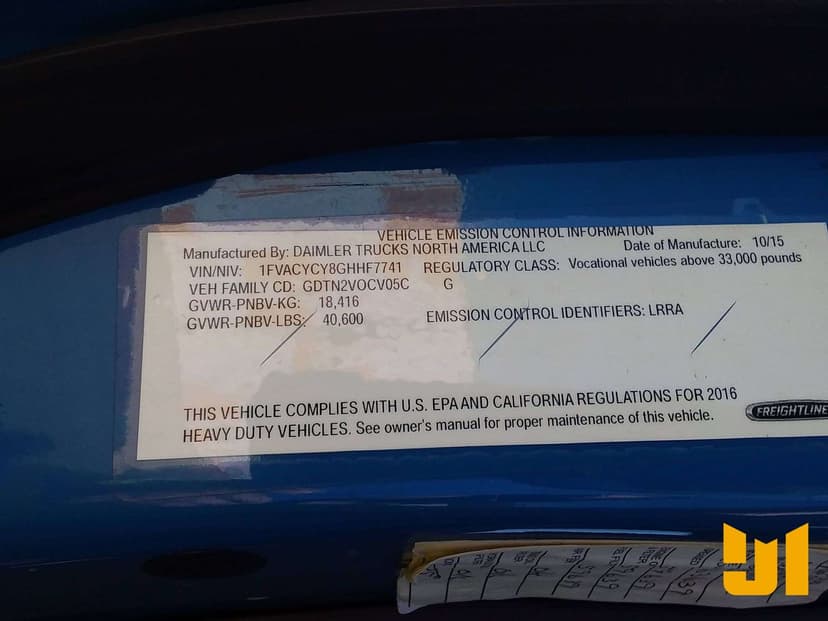 VEHICLE EMISSION CONTROL INFORMATION
Manufactured By: DAIMLER TRUCKS NORTH AMERICA LLC Date of Manufacture: 10/15
VIN/NIV: 1FVACYCY8GHHF7741 REGULATORY CLASS: Vocational vehicles above 33,000 pounds
VEH FAMILY CD: GDTN2VOCV05C G
GVWR-PNBV-KG: 18,416
GVWR-PNBV-LBS: 40,600 EMISSION CONTROL IDENTIFIERS: LRRA
THIS VEHICLE COMPLIES WITH U.S. EPA AND CALIFORNIA REGULATIONS FOR 2016
HEAVY DUTY VEHICLES. See owner's manual for proper maintenance of this vehicle.
FREIGHTLINE